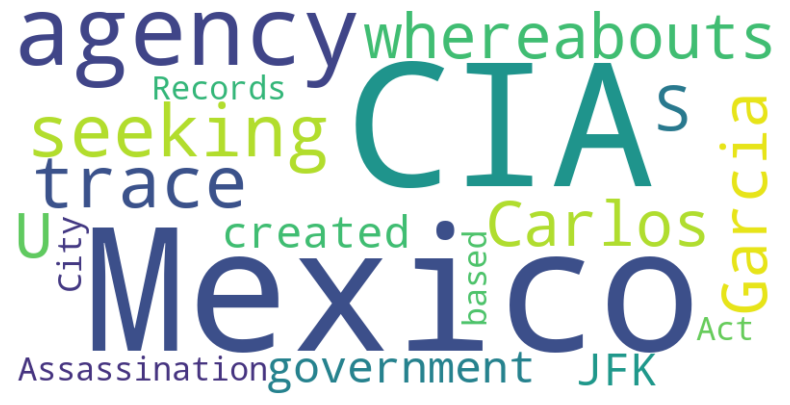 agency
whereabouts
CIA
Records
S
seeking
Garcia
trace
Carlos
U
created
City
based
Mexico
Act
Assassination
government
JFK